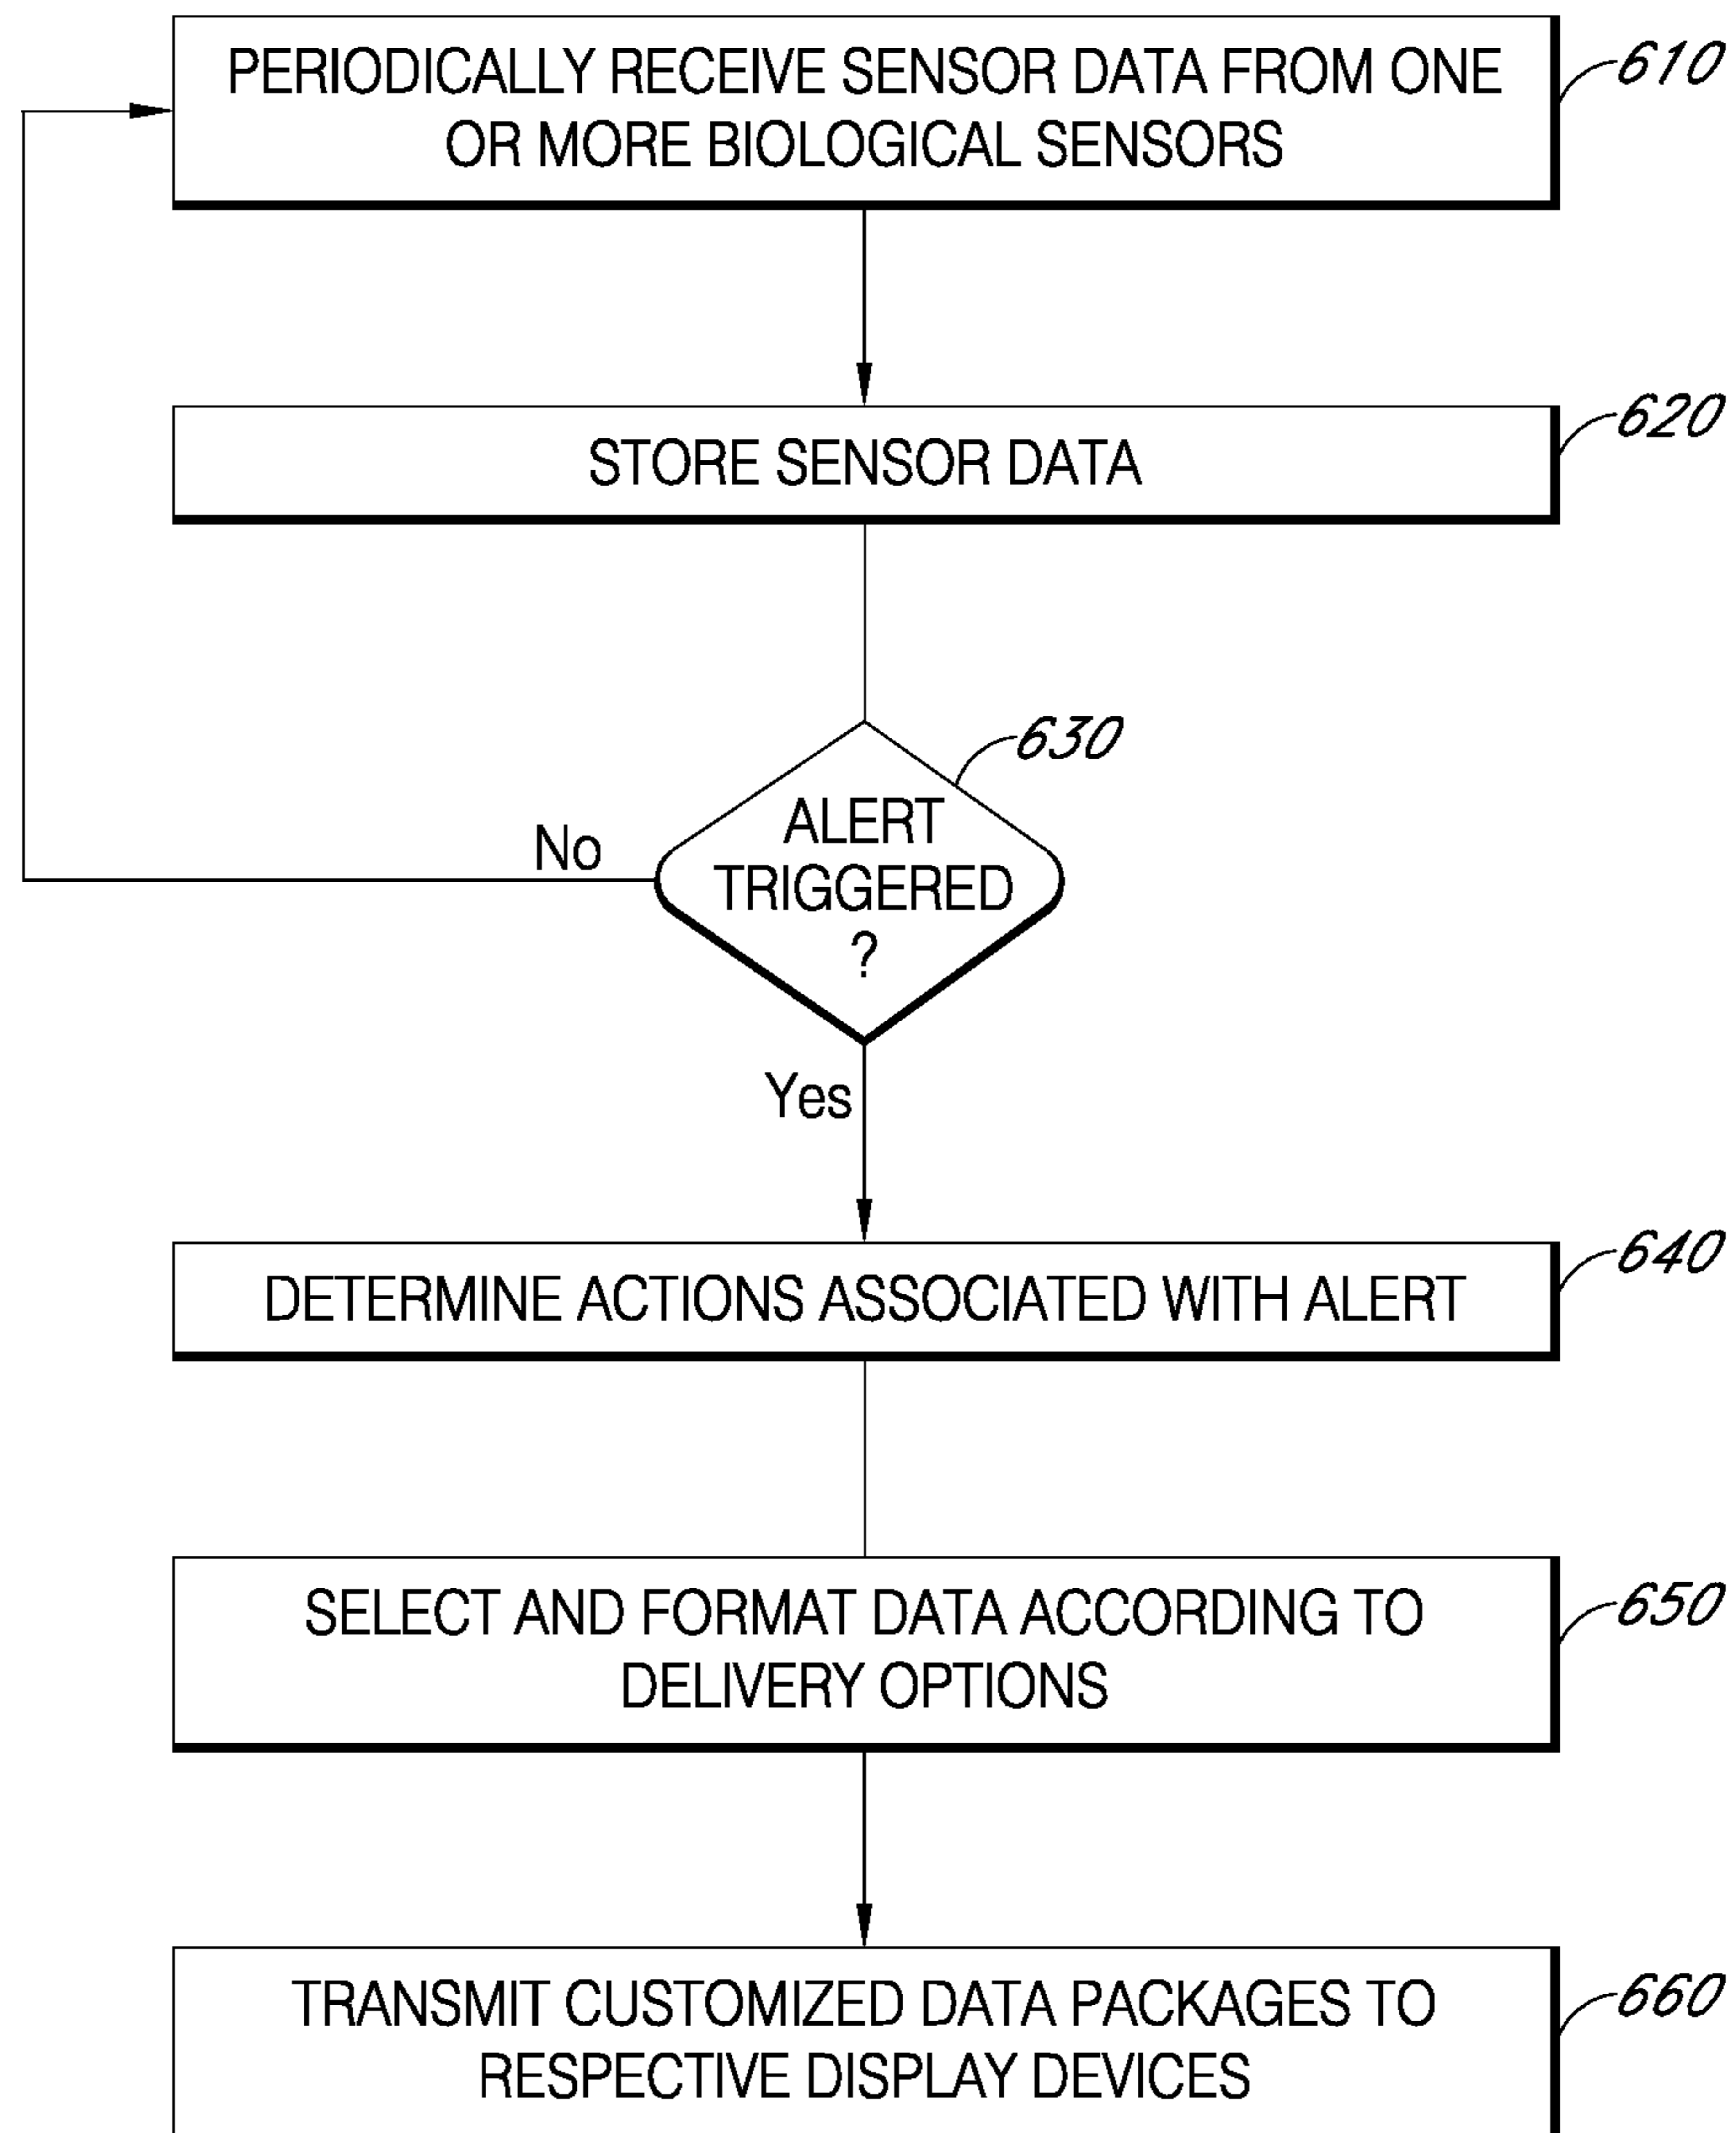 PERIODICALLY RECEIVE SENSOR DATA FROM ONE
OR MORE BIOLOGICAL SENSORS
610
STORE SENSOR DATA
620
630
ALERT
TRIGGERED
?
No
Yes
DETERMINE ACTIONS ASSOCIATED WITH ALERT
640
SELECT AND FORMAT DATA ACCORDING TO
DELIVERY OPTIONS
650
TRANSMIT CUSTOMIZED DATA PACKAGES TO
RESPECTIVE DISPLAY DEVICES
660